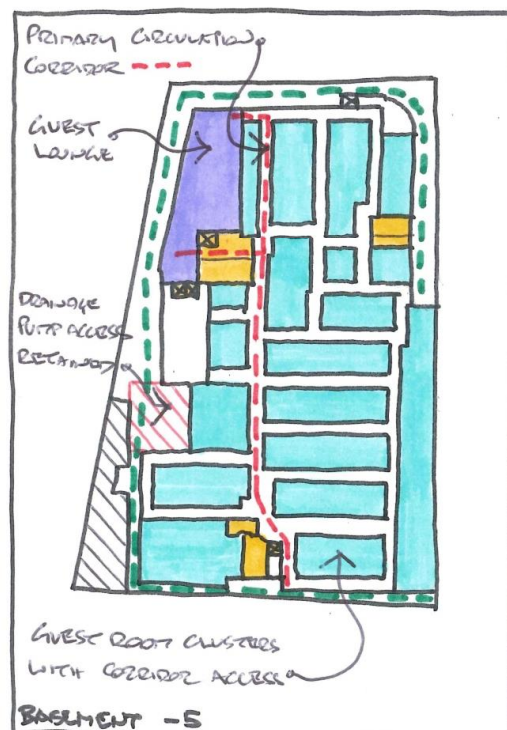 PRIMARY CIRCULATION
CORRIDOR
GUEST
LOUNGE
DRAINAGE
PUMP ACCESS
RETAINED
GUEST ROOM CLUSTERS
WITH CORRIDOR ACCESS
BASEMENT -5